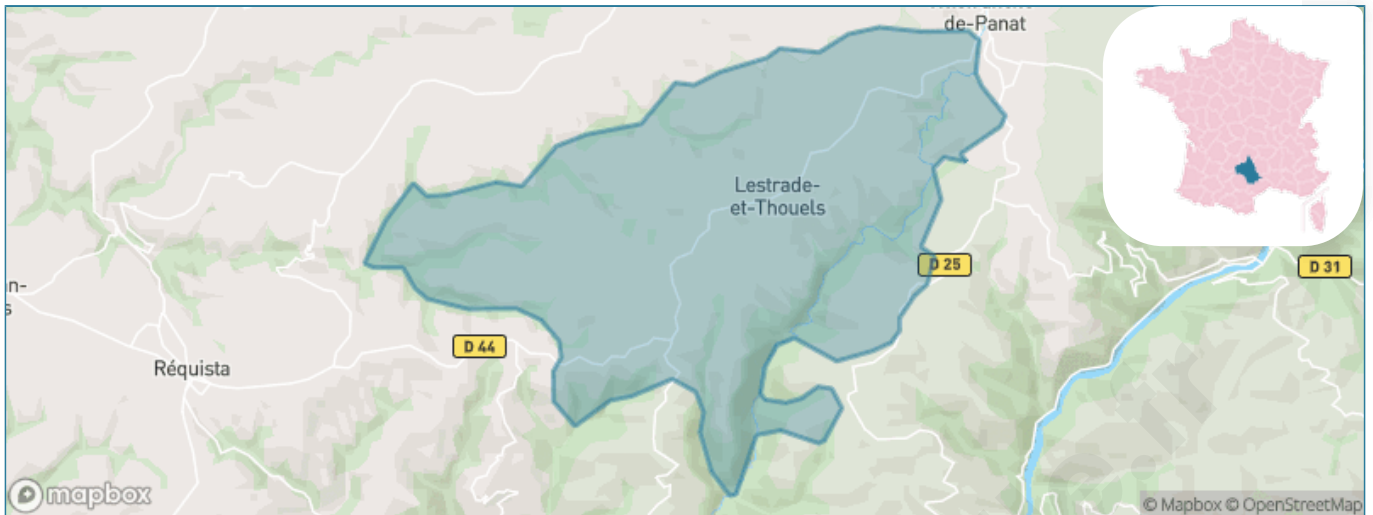 de-Panat
Lestrade-
et-Thouels
D 25
D 31
n-
s
D 44
Réquista
mapbox
© Mapbox © OpenStreetMap